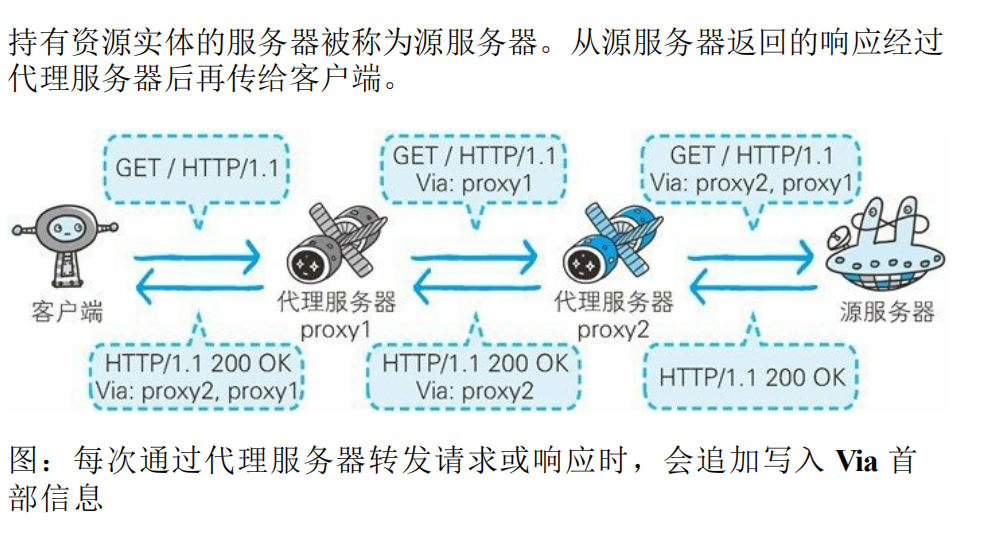 持有资源实体的服务器被称为源服务器。从源服务器返回的响应经过
代理服务器后再传给客户端。
GET / HTTP/1.1
GET / HTTP/1.1
Via: proxy1
GET / HTTP/1.1
Via: proxy2, proxy1
客户端
代理服务器
proxy1
代理服务器
proxy2
源服务器
HTTP/1.1 200 OK
Via: proxy2, proxy1
HTTP/1.1 200 OK
Via: proxy2
HTTP/1.1 200 OK
图：每次通过代理服务器转发请求或响应时，会追加写入 Via 首
部信息